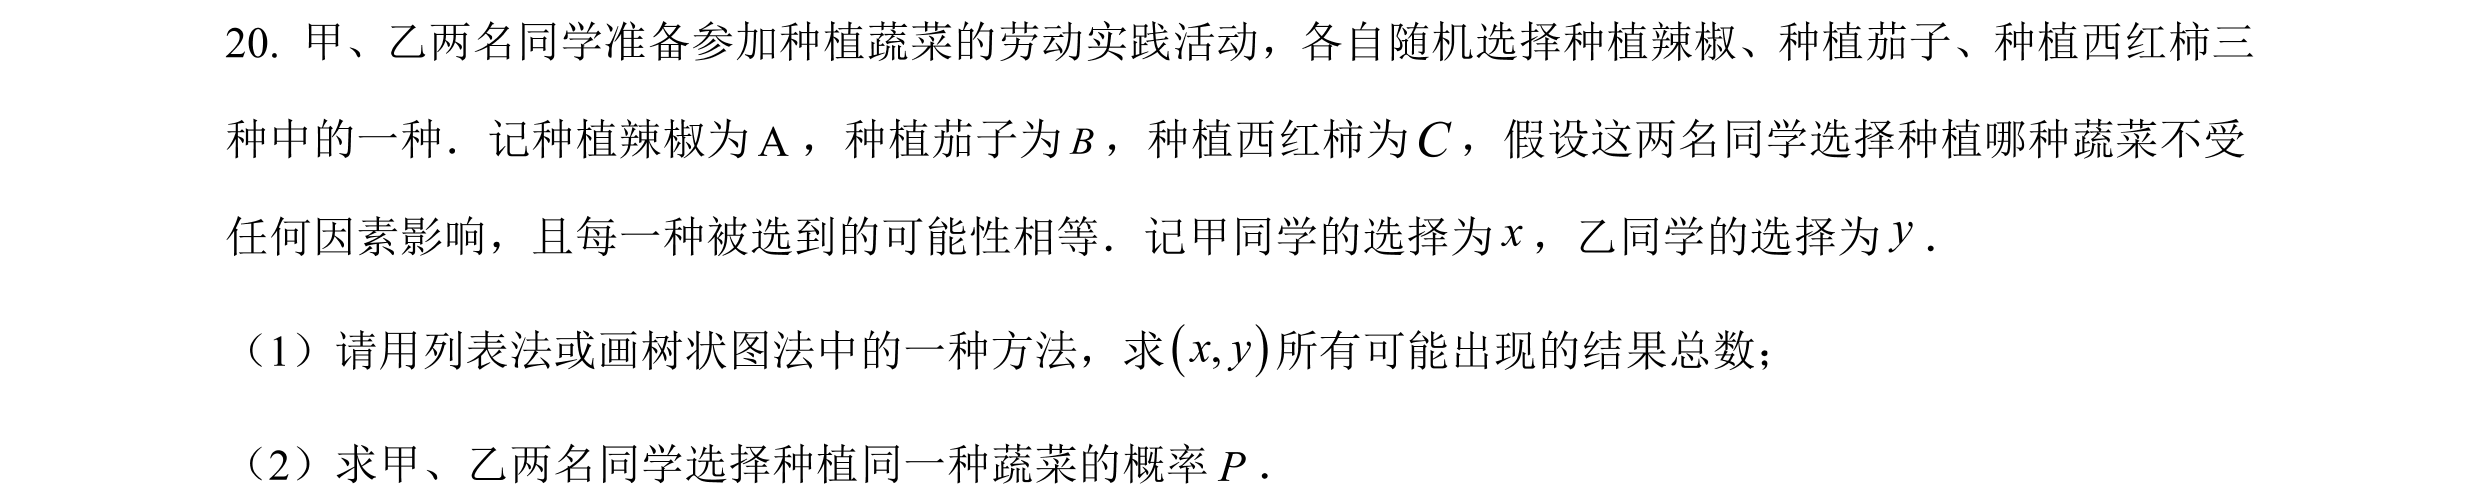 20. 甲、乙两名同学准备参加种植蔬菜的劳动实践活动，各自随机选择种植辣椒、种植茄子、种植西红柿三
种中的一种．记种植辣椒为 A ，种植茄子为 B ，种植西红柿为 C ，假设这两名同学选择种植哪种蔬菜不受
任何因素影响，且每一种被选到的可能性相等．记甲同学的选择为 x ，乙同学的选择为 y ．
（1）请用列表法或画树状图法中的一种方法，求(x, y)所有可能出现的结果总数；
（2）求甲、乙两名同学选择种植同一种蔬菜的概率 P ．